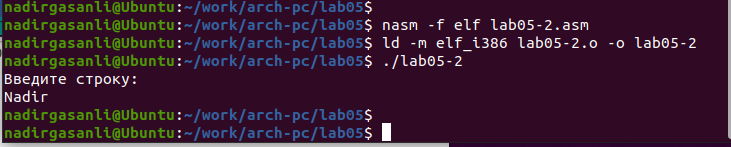 nadirgasanli@Ubuntu:~/work/arch-pc/lab05$
nadirgasanli@Ubuntu:~/work/arch-pc/lab05$ nasm -f elf lab05-2.asm
nadirgasanli@Ubuntu:~/work/arch-pc/lab05$ ld -m elf_i386 lab05-2.o -o lab05-2
nadirgasanli@Ubuntu:~/work/arch-pc/lab05$ ./lab05-2
Введите строку:
Nadir
nadirgasanli@Ubuntu:~/work/arch-pc/lab05$
nadirgasanli@Ubuntu:~/work/arch-pc/lab05$